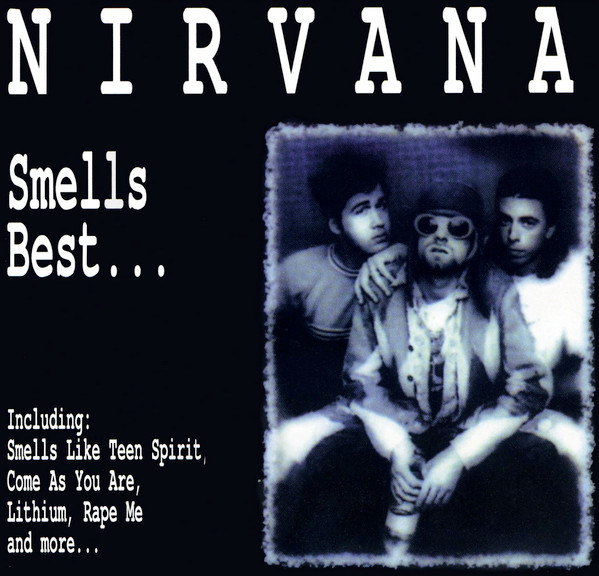 NIRVANA
Smells
Best...
Including:
Smells Like Teen Spirit,
Come As You Are,
Lithium, Rape Me
and more...